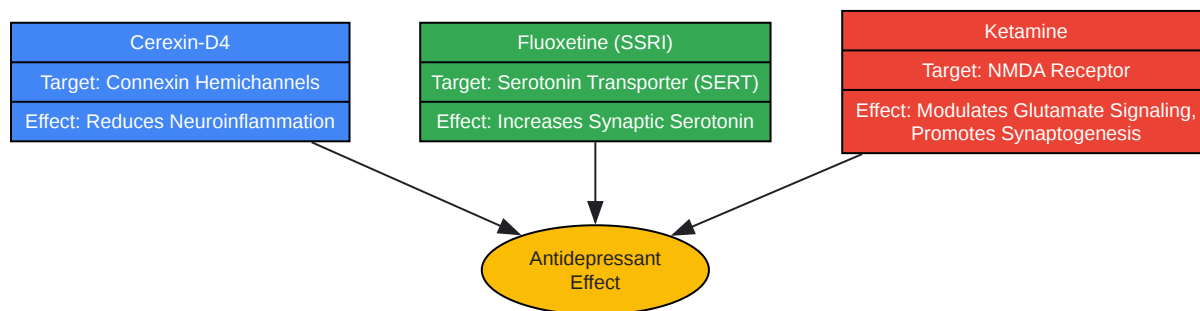 Cerexin-D4
Target: Connexin Hemichannels
Effect: Reduces Neuroinflammation
Fluoxetine (SSRI)
Target: Serotonin Transporter (SERT)
Effect: Increases Synaptic Serotonin
Ketamine
Target: NMDA Receptor
Effect: Modulates Glutamate Signaling,
Promotes Synaptogenesis
Antidepressant
Effect